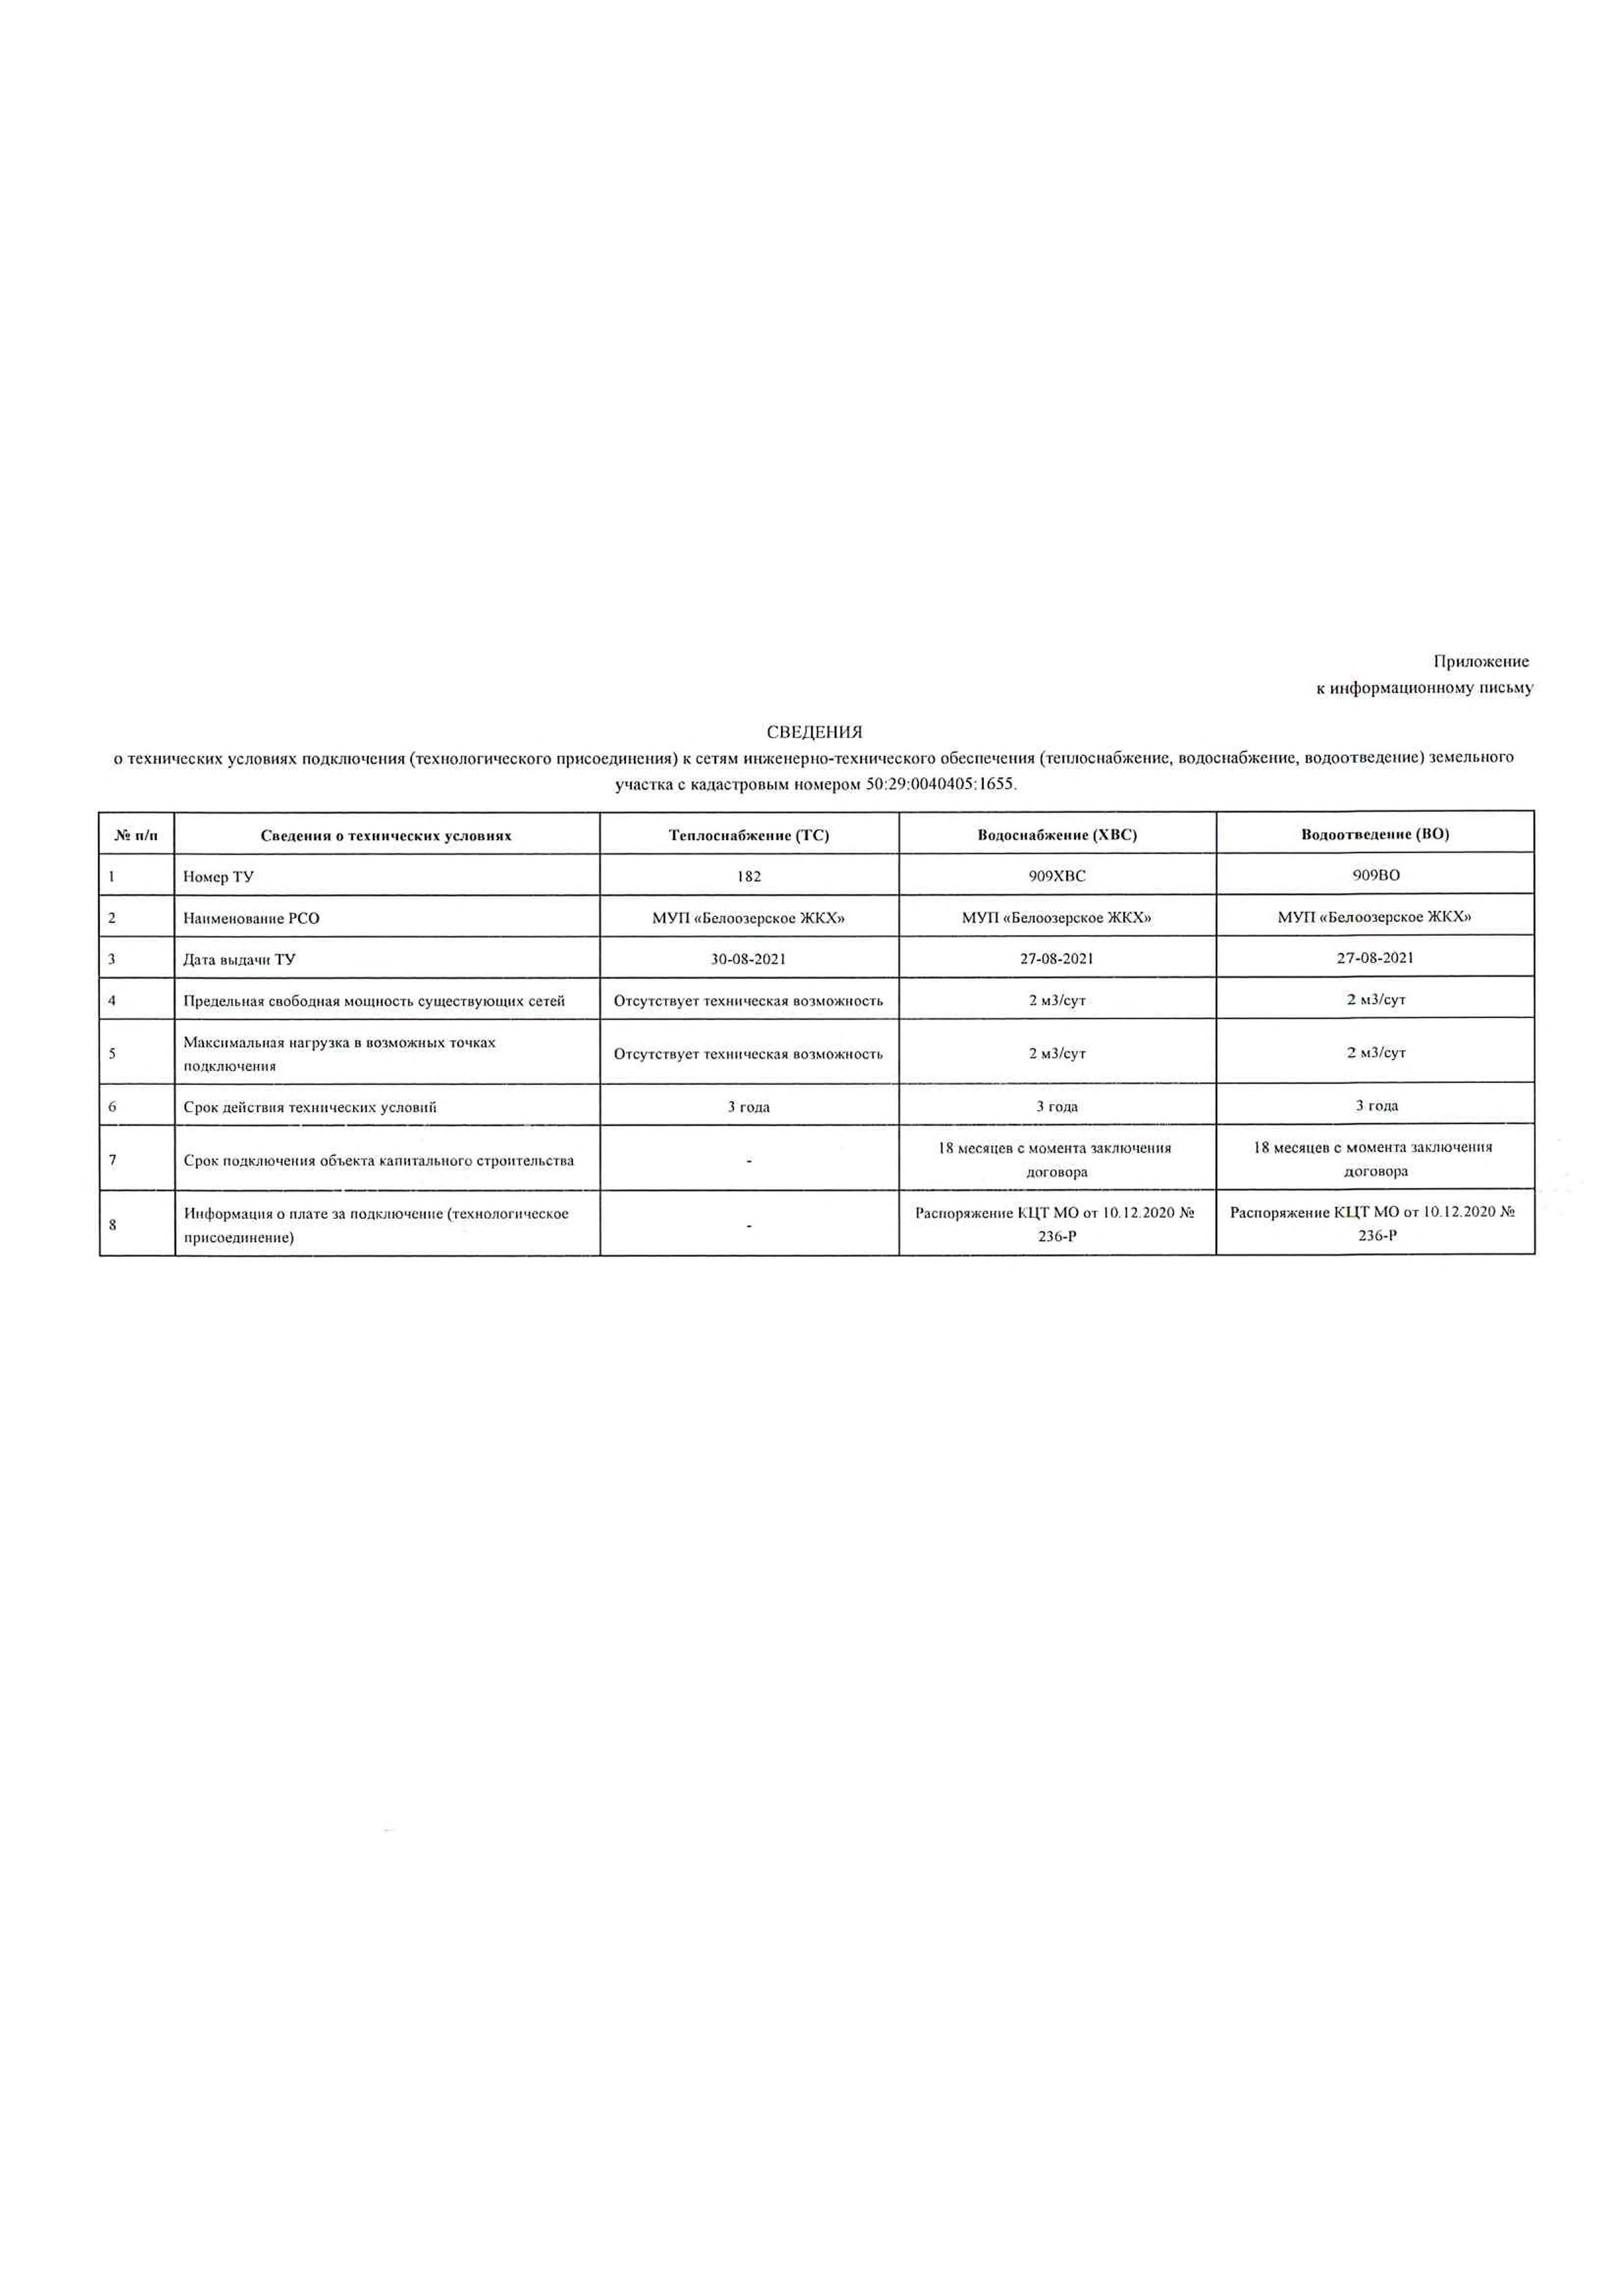 Приложение
к информационному письму
СВЕДЕНИЯ
о технических условиях подключения (технологического присоединения) к сетям инженерно-технического обеспечения (теплоснабжение, водоснабжение, водоотведение) земельного
участка с кадастровым номером 50:29:0040405:1655.
№ п/п Сведения о технических условиях Теплоснабжение (ТС) Водоснабжение (ХВС) Водоотведение (ВО)
1 Номер ТУ 182 909ХВС 909ВО
2 Наименование РСО МУП «Белоозерское ЖКХ» МУП «Белоозерское ЖКХ» МУП «Белоозерское ЖКХ»
3 Дата выдачи ТУ 30-08-2021 27-08-2021 27-08-2021
4 Предельная свободная мощность существующих сетей Отсутствует техническая возможность 2 м3/сут 2 м3/сут
5 Максимальная нагрузка в возможных точках
подключения Отсутствует техническая возможность 2 м3/сут 2 м3/сут
6 Срок действия технических условий 3 года 3 года 3 года
7 Срок подключения объекта капитального строительства - 18 месяцев с момента заключения
договора 18 месяцев с момента заключения
договора
8 Информация о плате за подключение (технологическое
присоединение) - Распоряжение КЦТ МО от 10.12.2020 №
236-Р Распоряжение КЦТ МО от 10.12.2020 №
236-Р